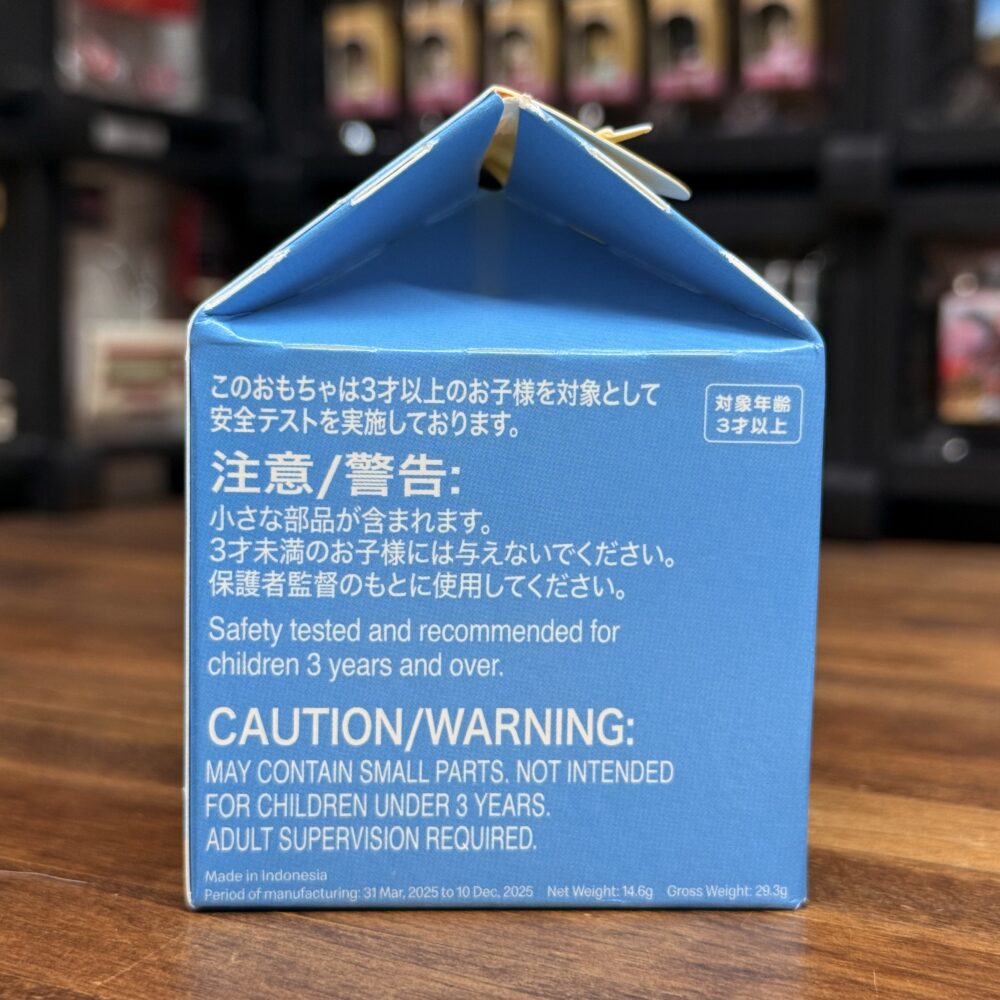 このおもちゃは3才以上のお子様を対象として
安全テストを実施しております。
対象年齢
3才以上
注意/警告:
小さな部品が含まれます。
3才未満のお子様には与えないでください。
保護者監督のもとに使用してください。
Safety tested and recommended for
children 3 years and over.
CAUTION/WARNING:
MAY CONTAIN SMALL PARTS. NOT INTENDED
FOR CHILDREN UNDER 3 YEARS.
ADULT SUPERVISION REQUIRED.
Made in Indonesia
Period of manufacturing: 31 Mar, 2025 to 10 Dec, 2025 Net Weight: 14.6g Gross Weight: 29.3g